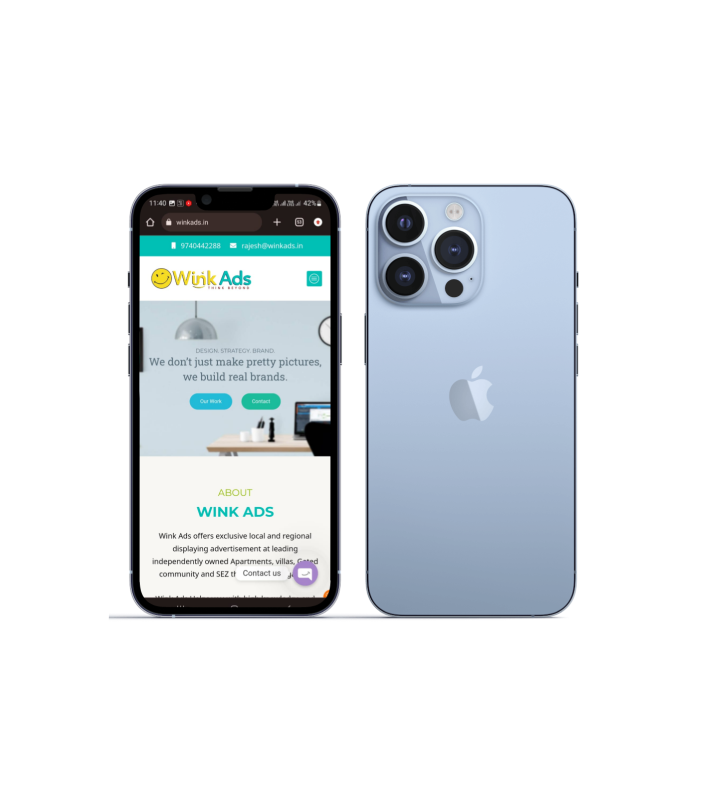 11:40 42%
winkads.in
9740442288 rajesh@winkads.in
Wink Ads
THINK BEYOND
DESIGN. STRATEGY. BRAND.
We don't just make pretty pictures,
we build real brands.
Our Work Contact
ABOUT
WINK ADS
Wink Ads offers exclusive local and regional
displaying advertisement at leading
independently owned Apartments, villas, Gated
community and SEZ
Contact us